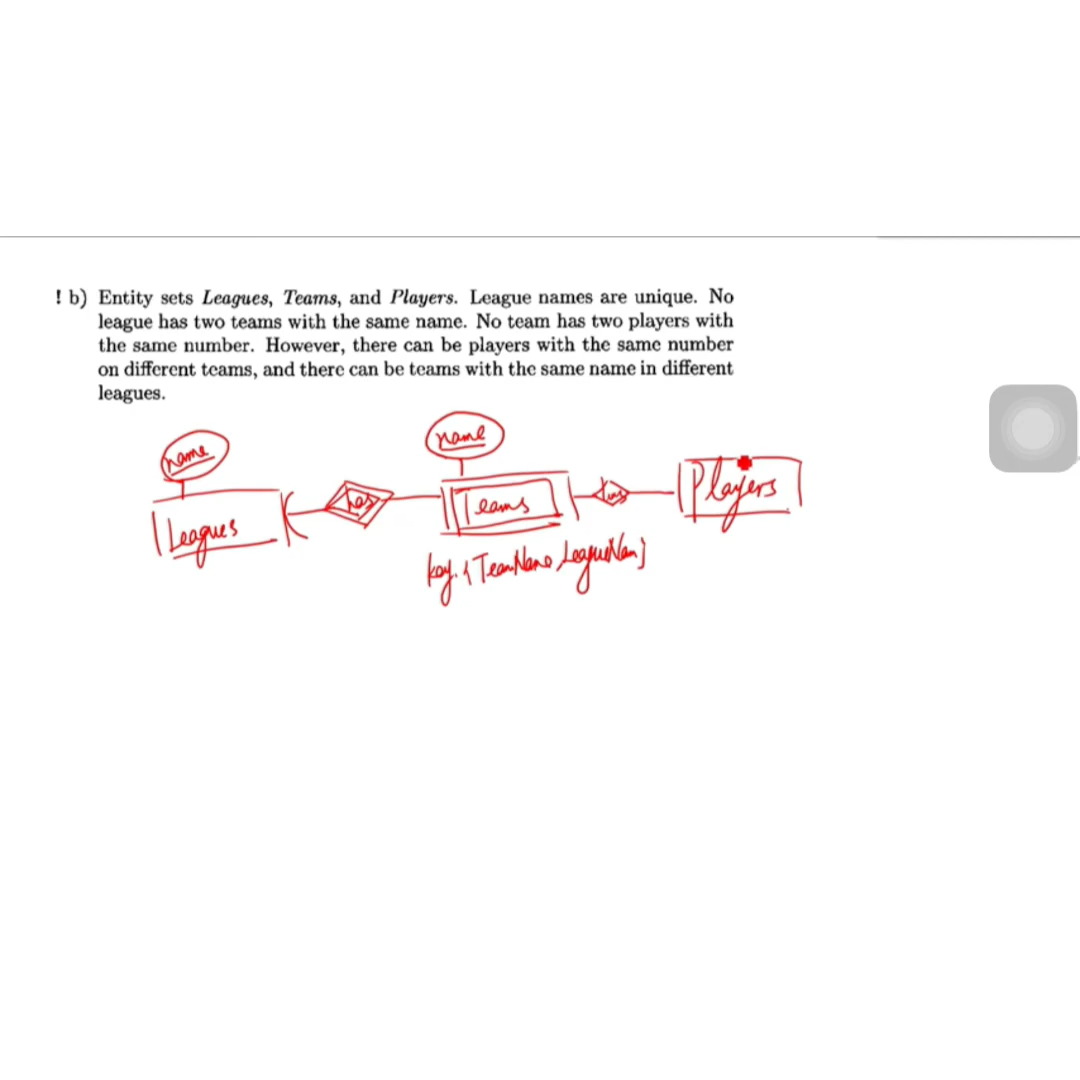 ! b) Entity sets Leagues, Teams, and Players. League names are unique. No
league has two teams with the same name. No team has two players with
the same number. However, there can be players with the same number
on different teams, and there can be teams with the same name in different
leagues.
name
name
Leagues
has
Teams
Players
key. {TeamName, LeagueNam}